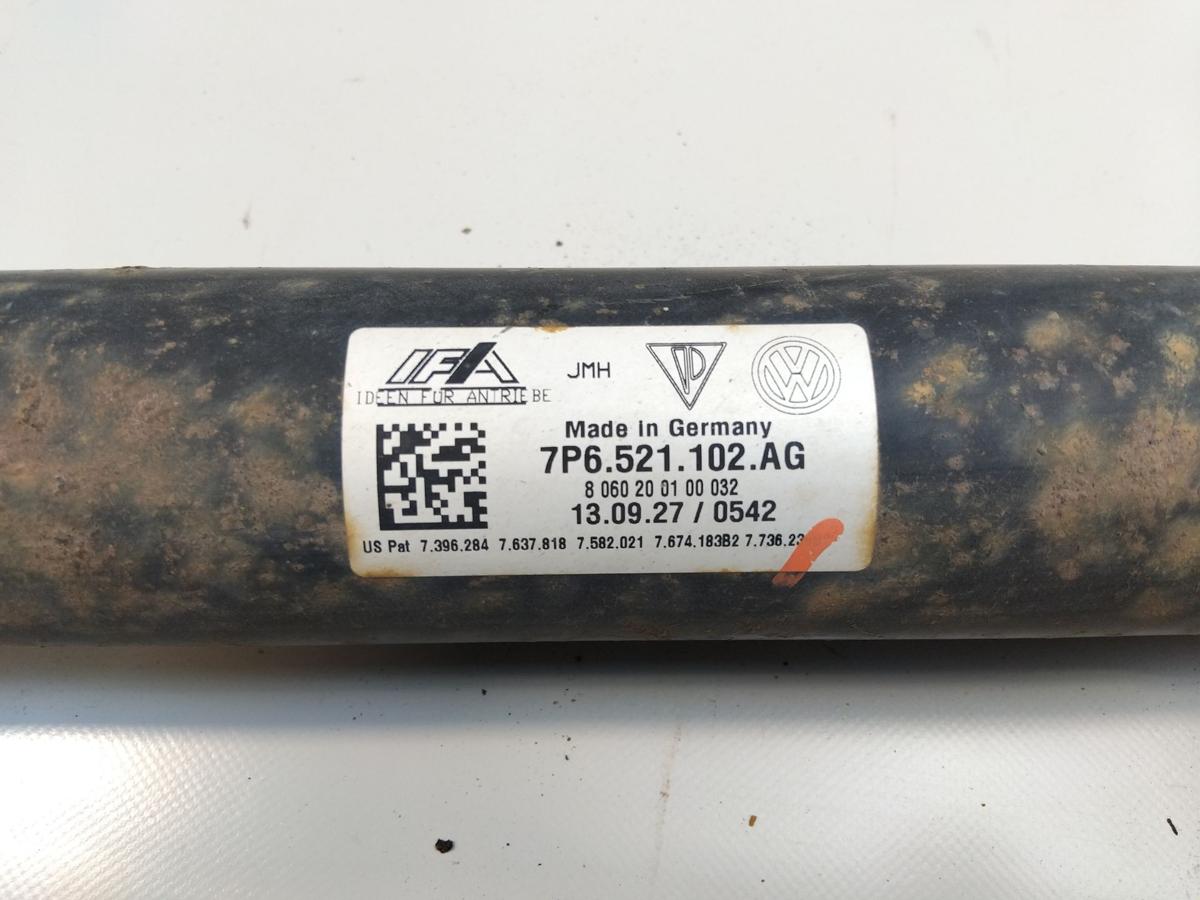 IFA
IDEEN FÜR ANTRIEBE
JMH
VW
Made in Germany
7P6.521.102.AG
8 060 20 01 00 032
13.09.27 / 0542
US Pat 7.396.284 7.637.818 7.582.021 7.674.183B2